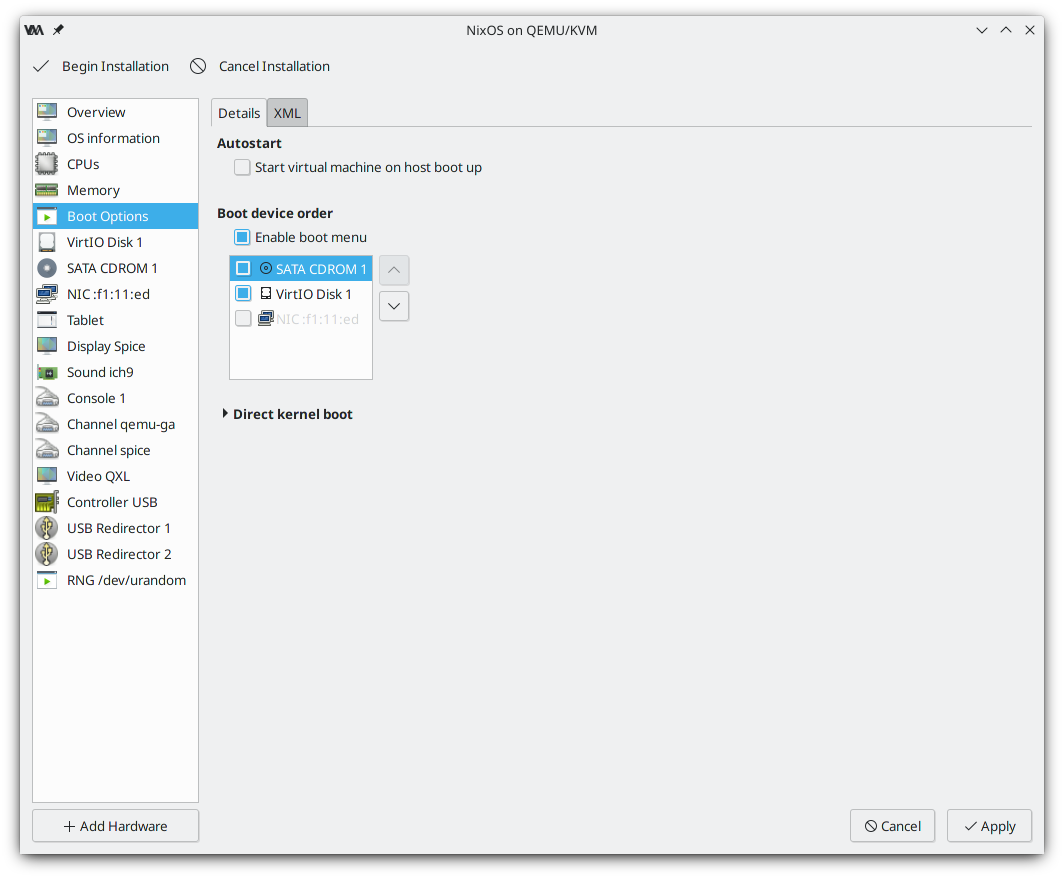 NixOS on QEMU/KVM
Begin Installation
Cancel Installation
Overview
OS information
CPUs
Memory
Boot Options
VirtIO Disk 1
SATA CDROM 1
NIC :f1:11:ed
Tablet
Display Spice
Sound ich9
Console 1
Channel qemu-ga
Channel spice
Video QXL
Controller USB
USB Redirector 1
USB Redirector 2
RNG /dev/urandom
Add Hardware
Details
XML
Autostart
Start virtual machine on host boot up
Boot device order
Enable boot menu
SATA CDROM 1
VirtIO Disk 1
NIC :f1:11:ed
Direct kernel boot
Cancel
Apply